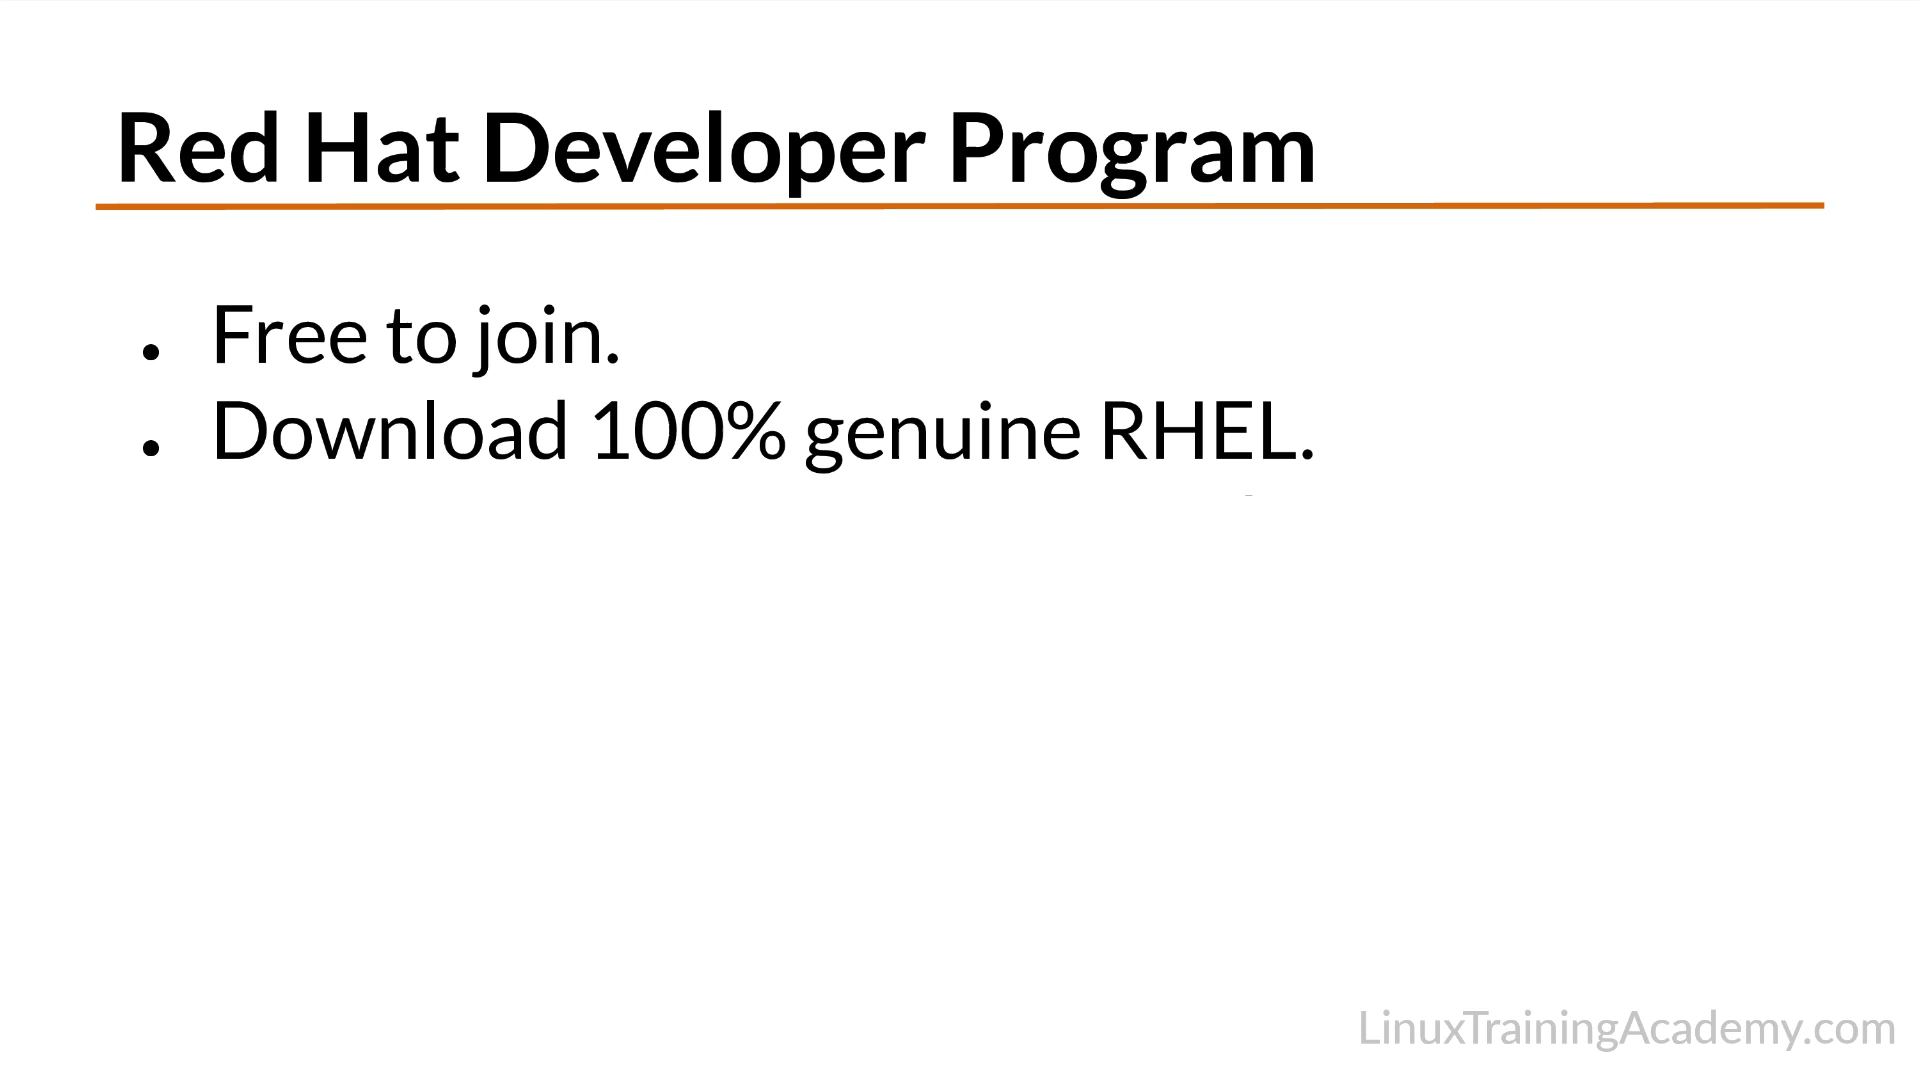 Red Hat Developer Program
• Free to join.
• Download 100% genuine RHEL.
LinuxTrainingAcademy.com